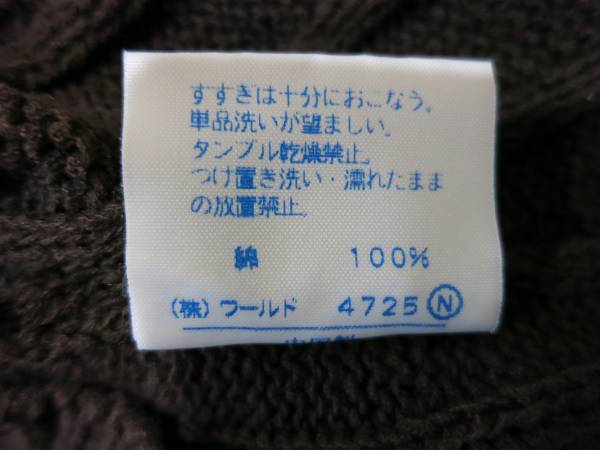 すすぎは十分におこなう。
単品洗いが望ましい。
タンブル乾燥禁止。
つけ置き洗い・濡れたまま
の放置禁止。
綿 100%
(株)ワールド 4725 Ⓝ